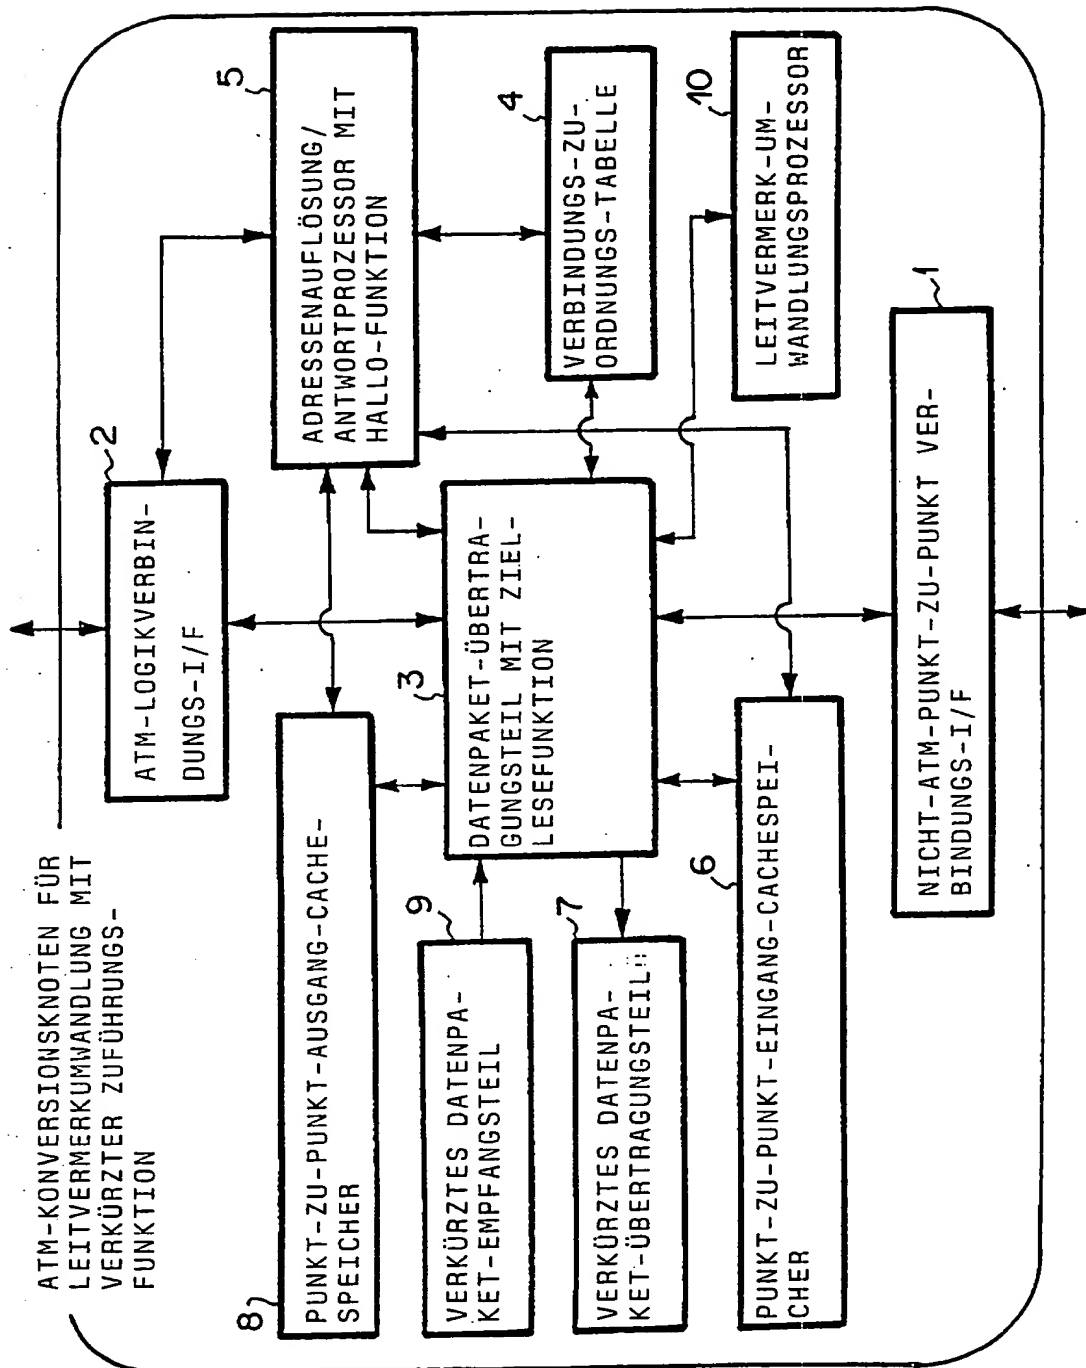 ATM-KONVERSIONSKNOTEN FÜR
LEITVERMERKUMWANDLUNG MIT
VERKÜRZTER ZUFÜHRUNGS-
FUNKTION
8
PUNKT-ZU-PUNKT-AUSGANG-CACHE-
SPEICHER
9
VERKÜRZTES DATENPA-
KET-EMPFANGSTEIL
7
VERKÜRZTES DATENPA-
KET-ÜBERTRAGUNGSTEIL
6
PUNKT-ZU-PUNKT-EINGANG-CACHESPEI-
CHER
2
ATM-LOGIKVERBIN-
DUNGS-I/F
3
DATENPAKET-ÜBERTRA-
GUNGSTEIL MIT ZIEL-
LESEFUNKTION
1
NICHT-ATM-PUNKT-ZU-PUNKT VER-
BINDUNGS-I/F
5
ADRESSENAUFLÖSUNG/
ANTWORTPROZESSOR MIT
HALLO-FUNKTION
4
VERBINDUNGS-ZU-
ORDNUNGS-TABELLE
10
LEITVERMERK-UM-
WANDLUNGSPROZESSOR